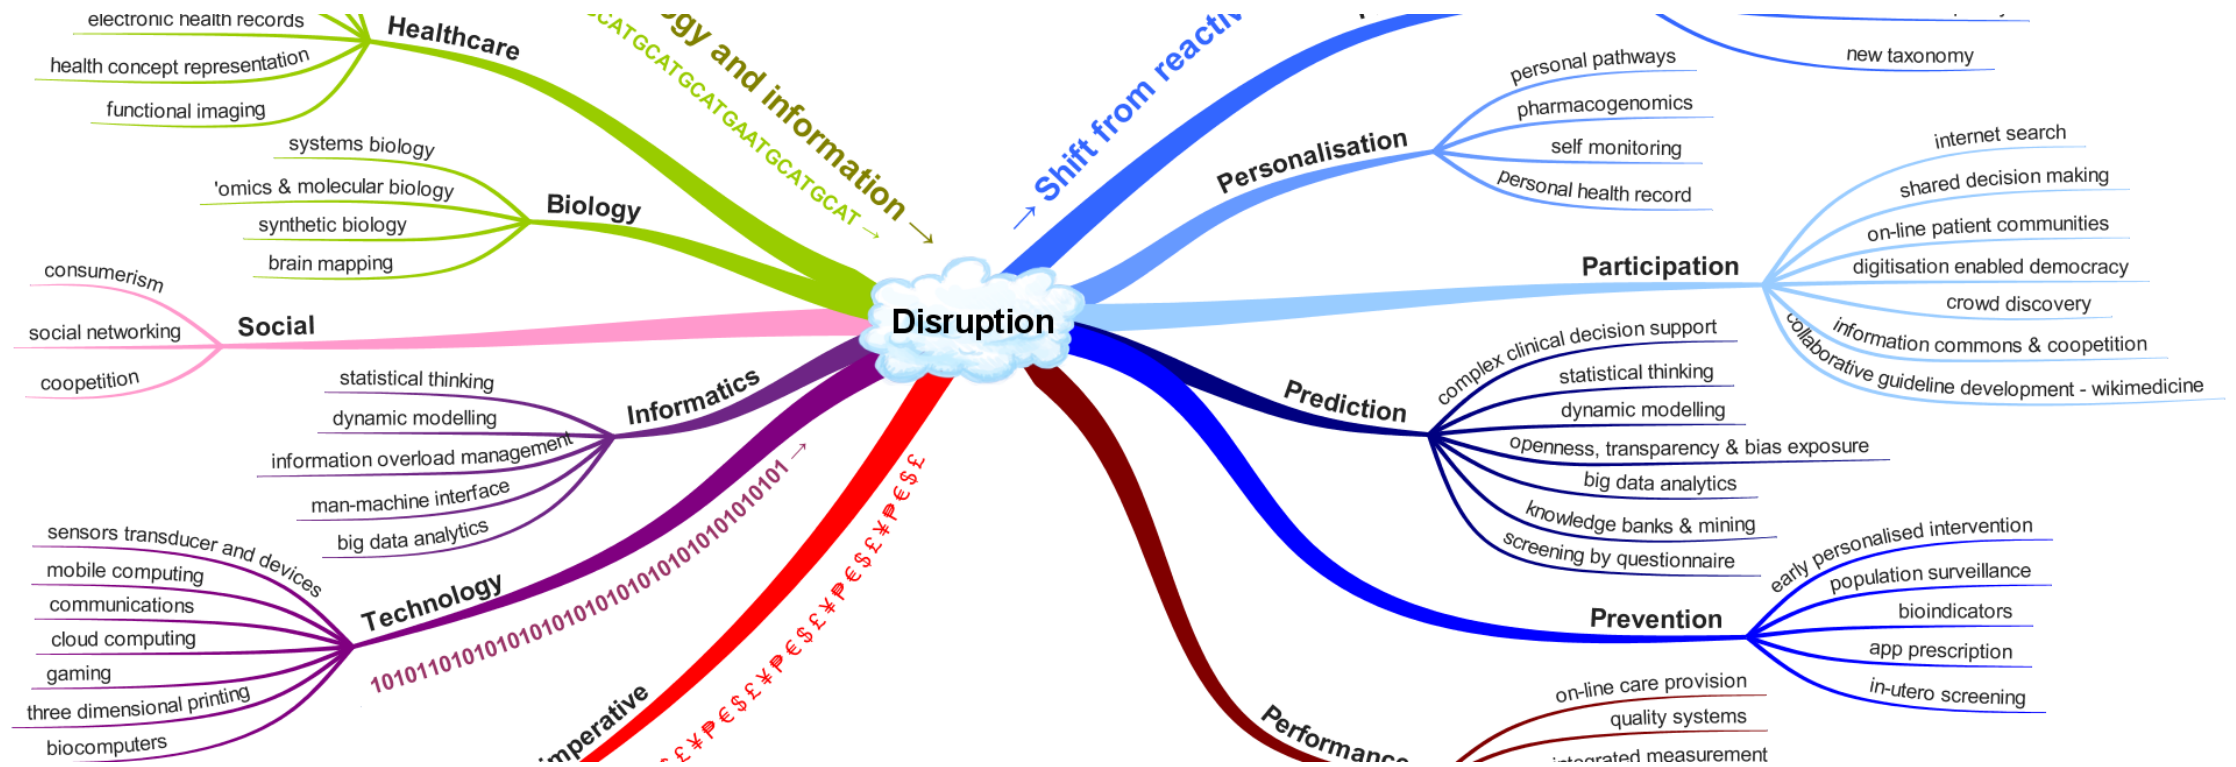 Disruption
Healthcare
electronic health records
health concept representation
functional imaging
Biology
systems biology
'omics & molecular biology
synthetic biology
brain mapping
Social
consumerism
social networking
coopetition
Informatics
statistical thinking
dynamic modelling
information overload management
man-machine interface
big data analytics
Technology
sensors transducer and devices
mobile computing
communications
cloud computing
gaming
three dimensional printing
biocomputers
imperative
and information →
→ Shift from
new taxonomy
Personalisation
personal pathways
pharmacogenomics
self monitoring
personal health record
Participation
internet search
shared decision making
on-line patient communities
digitisation enabled democracy
crowd discovery
information commons & coopetition
collaborative guideline development - wikimedicine
Prediction
complex clinical decision support
statistical thinking
dynamic modelling
openness, transparency & bias exposure
big data analytics
knowledge banks & mining
screening by questionnaire
Prevention
early personalised intervention
population surveillance
bioindicators
app prescription
in-utero screening
Performance
on-line care provision
quality systems
integrated measurement